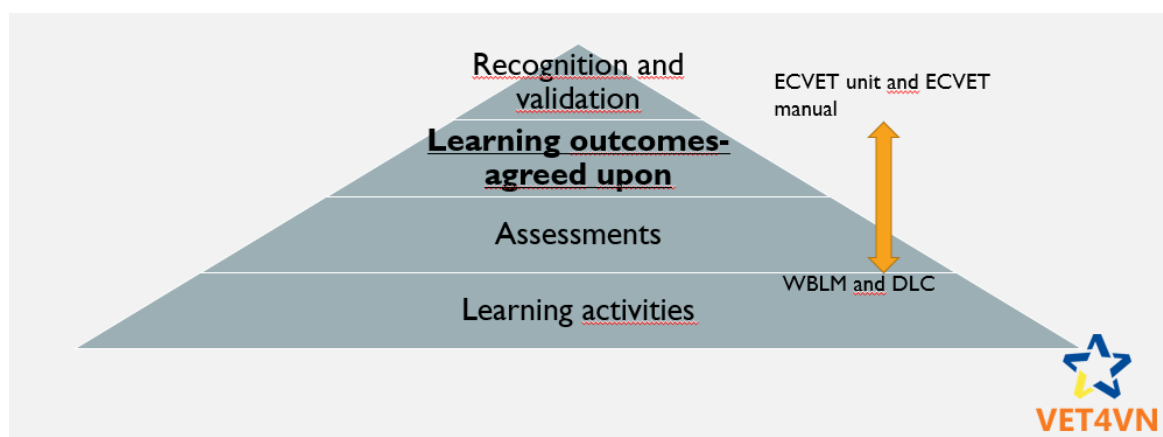 Recognition and
validation
ECVET unit and ECVET
manual
Learning outcomes-
agreed upon
Assessments
WBLM and DLC
Learning activities
VET4VN